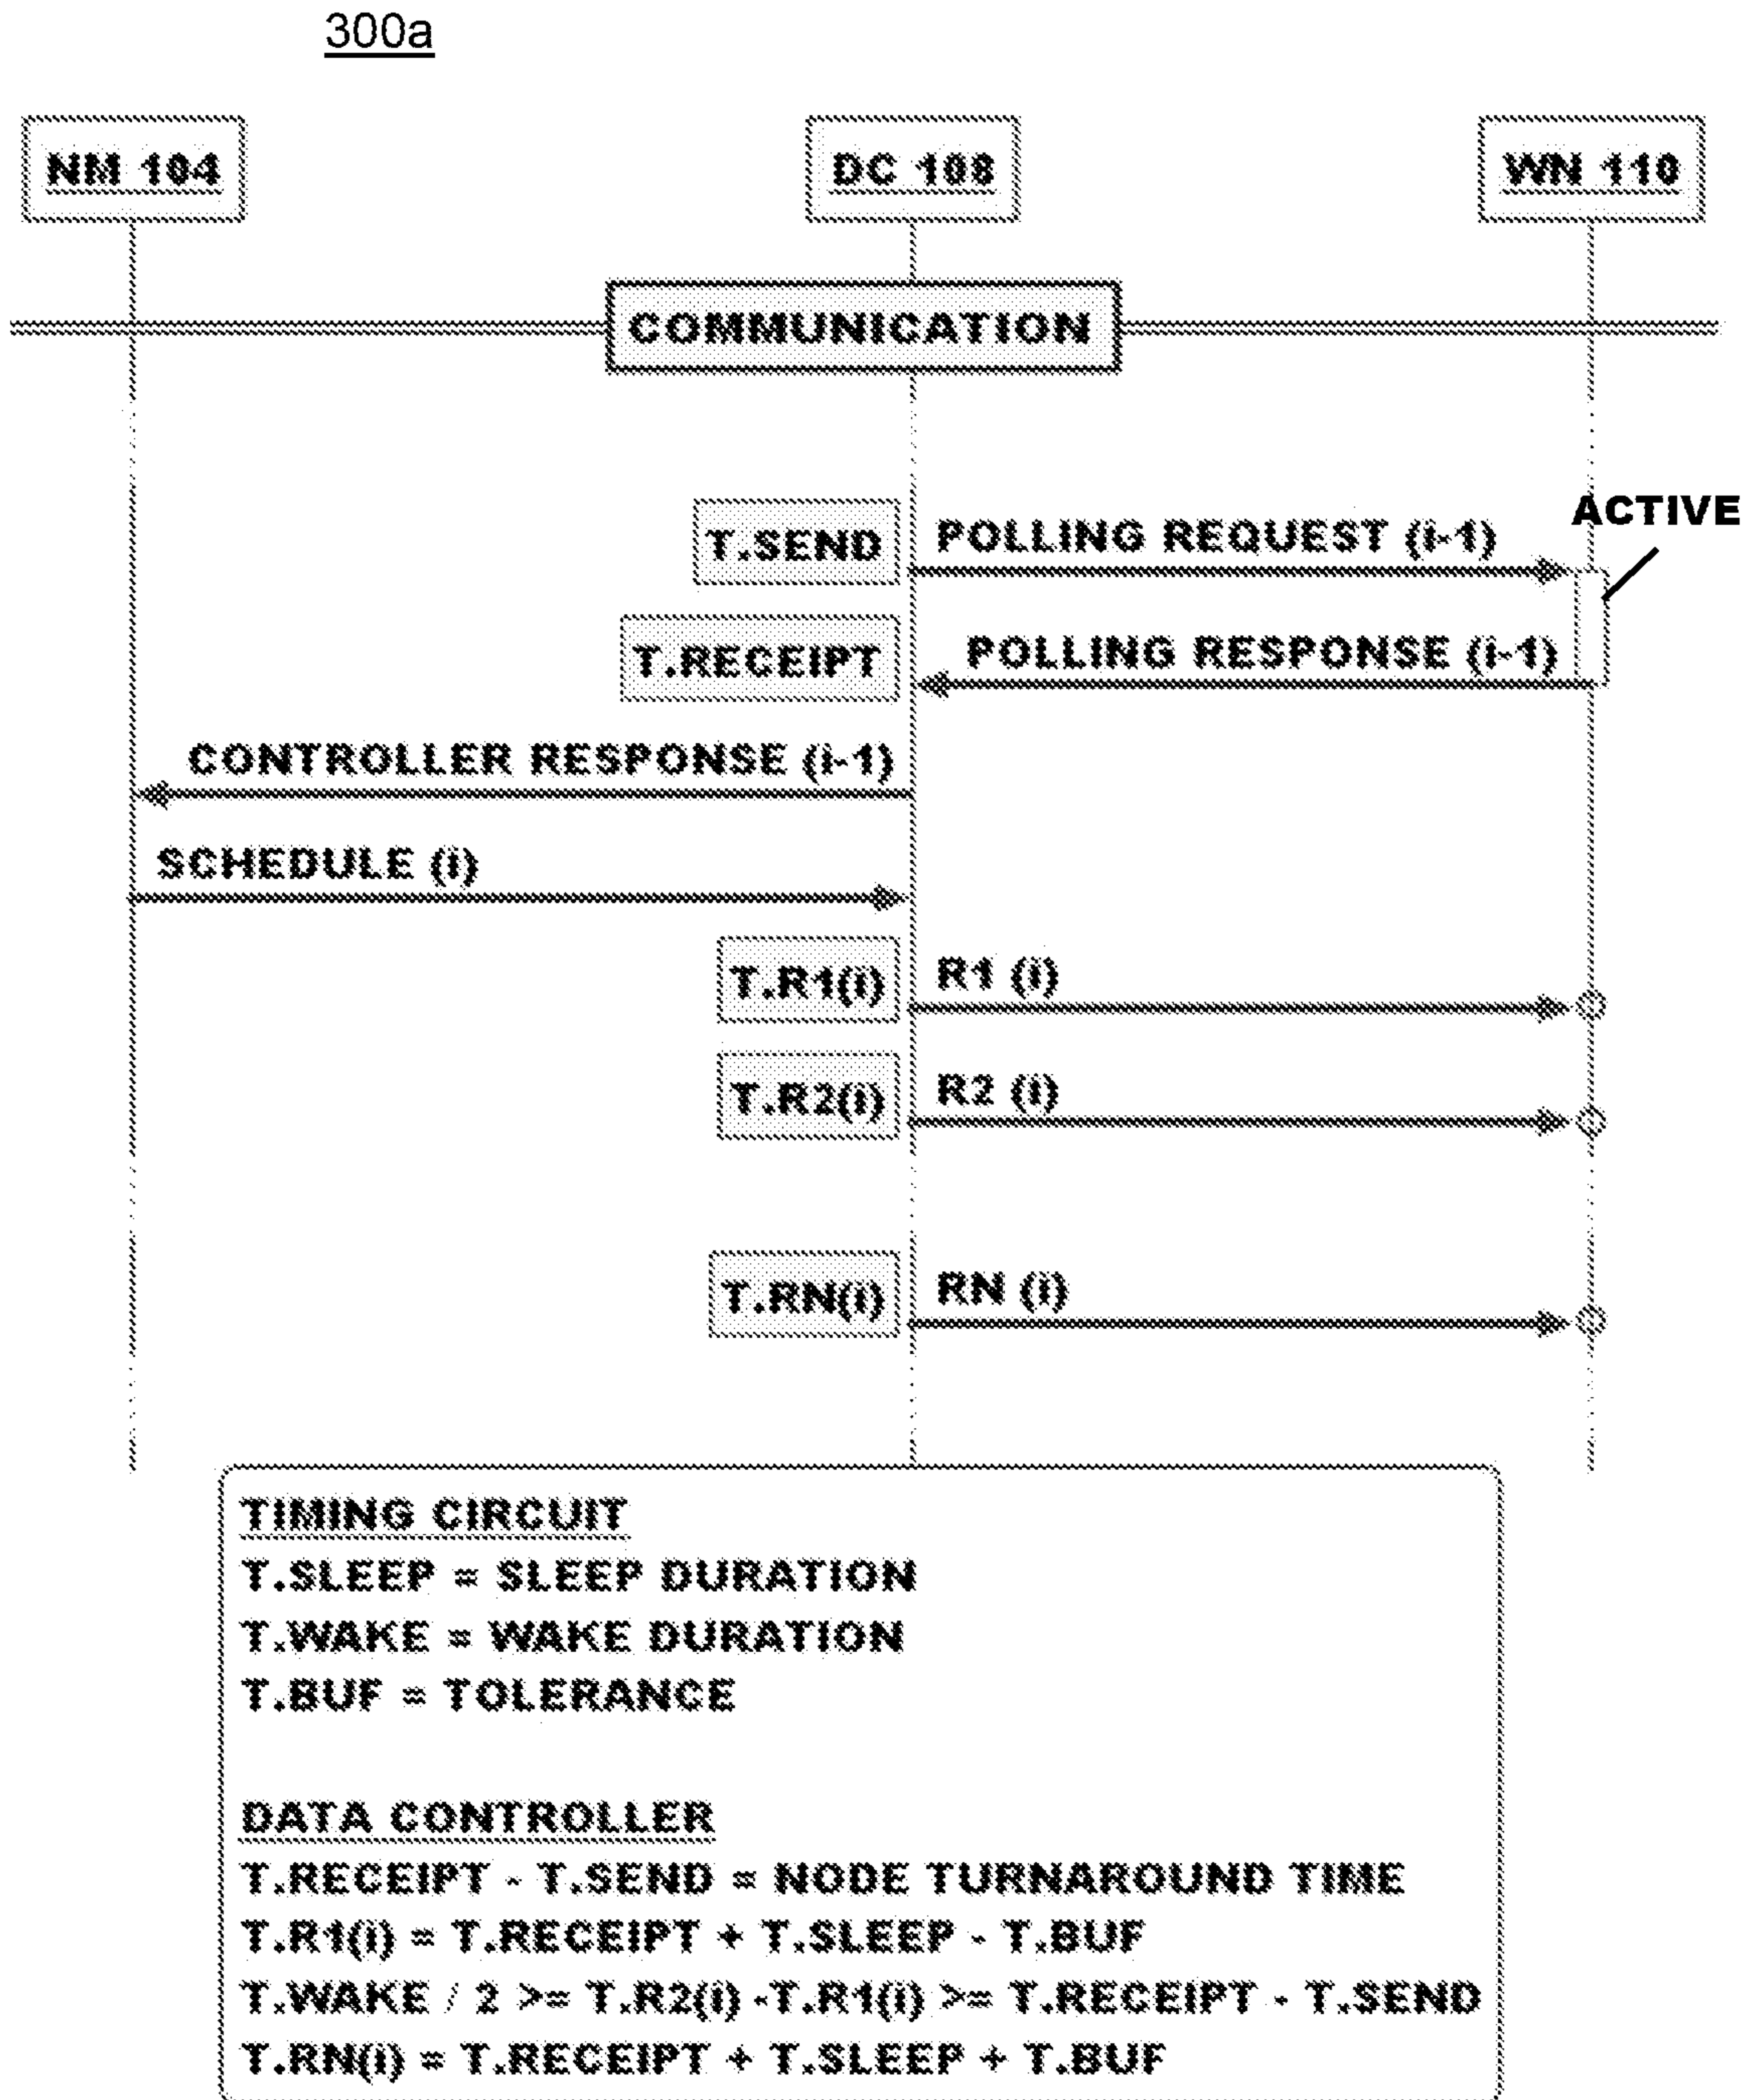 300a
NM 104
DC 108
WN 110
COMMUNICATION
ACTIVE
T.SEND
POLLING REQUEST (i-1)
T.RECEIPT
POLLING RESPONSE (i-1)
CONTROLLER RESPONSE (i-1)
SCHEDULE (i)
T.R1(i)
R1 (i)
T.R2(i)
R2 (i)
T.RN(i)
RN (i)
TIMING CIRCUIT
T.SLEEP = SLEEP DURATION
T.WAKE = WAKE DURATION
T.BUF = TOLERANCE
DATA CONTROLLER
T.RECEIPT - T.SEND = NODE TURNAROUND TIME
T.R1(i) = T.RECEIPT + T.SLEEP - T.BUF
T.WAKE / 2 >= T.R2(i) -T.R1(i) >= T.RECEIPT - T.SEND
T.RN(i) = T.RECEIPT + T.SLEEP + T.BUF